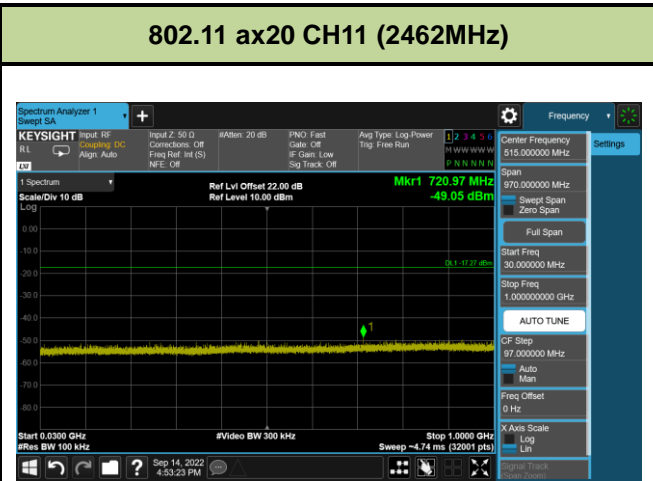 802.11 ax20 CH11 (2462MHz)
Spectrum Analyzer 1
Swept SA
Frequency
KEYSIGHT
RL
LXI
Input: RF
Coupling: DC
Align: Auto
Input Z: 50 Ω
Corrections: Off
Freq Ref: Int (S)
NFE: Off
#Atten: 20 dB
PNO: Fast
Gate: Off
IF Gain: Low
Sig Track: Off
Avg Type: Log-Power
Trig: Free Run
1 2 3 4 5 6
M W W W W W
P N N N N N
1 Spectrum
Scale/Div 10 dB
Ref Lvl Offset 22.00 dB
Ref Level 10.00 dBm
Mkr1 720.97 MHz
-49.05 dBm
Log
0.00
-10.0
-20.0
-30.0
-40.0
-50.0
-60.0
-70.0
-80.0
DL1 -17.27 dBm
1
Start 0.0300 GHz
#Res BW 100 kHz
#Video BW 300 kHz
Stop 1.0000 GHz
Sweep ~4.74 ms (32001 pts)
Settings
Center Frequency
515.000000 MHz
Span
970.000000 MHz
Swept Span
Zero Span
Full Span
Start Freq
30.000000 MHz
Stop Freq
1.000000000 GHz
AUTO TUNE
CF Step
97.000000 MHz
Auto
Man
Freq Offset
0 Hz
X Axis Scale
Log
Lin
Signal Track
(Span Zoom)
?
Sep 14, 2022
4:53:23 PM